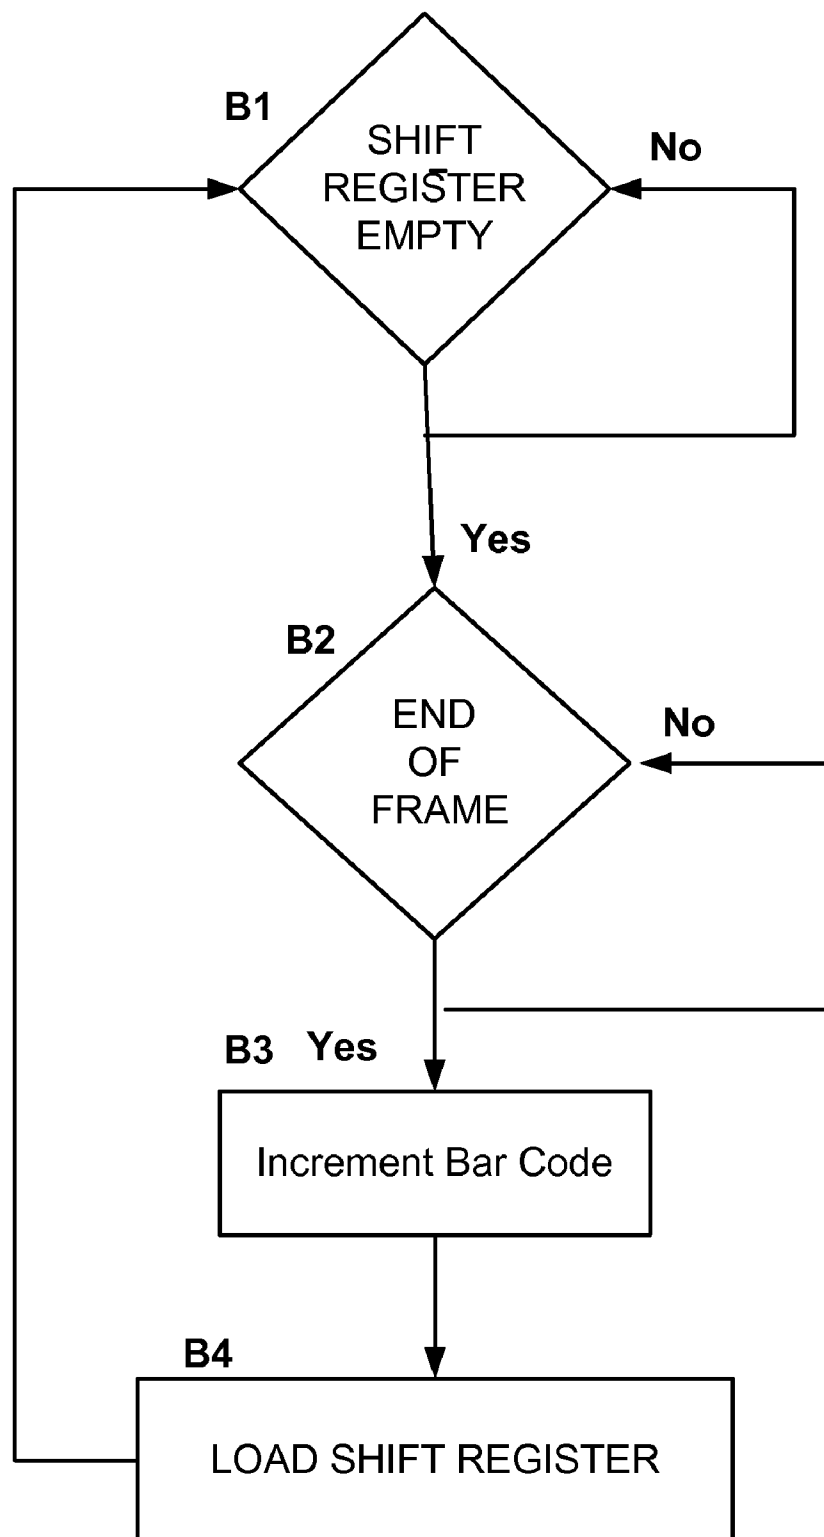 B1
SHIFT
REGISTER
EMPTY
No
Yes
B2
END
OF
FRAME
No
B3 Yes
Increment Bar Code
B4
LOAD SHIFT REGISTER